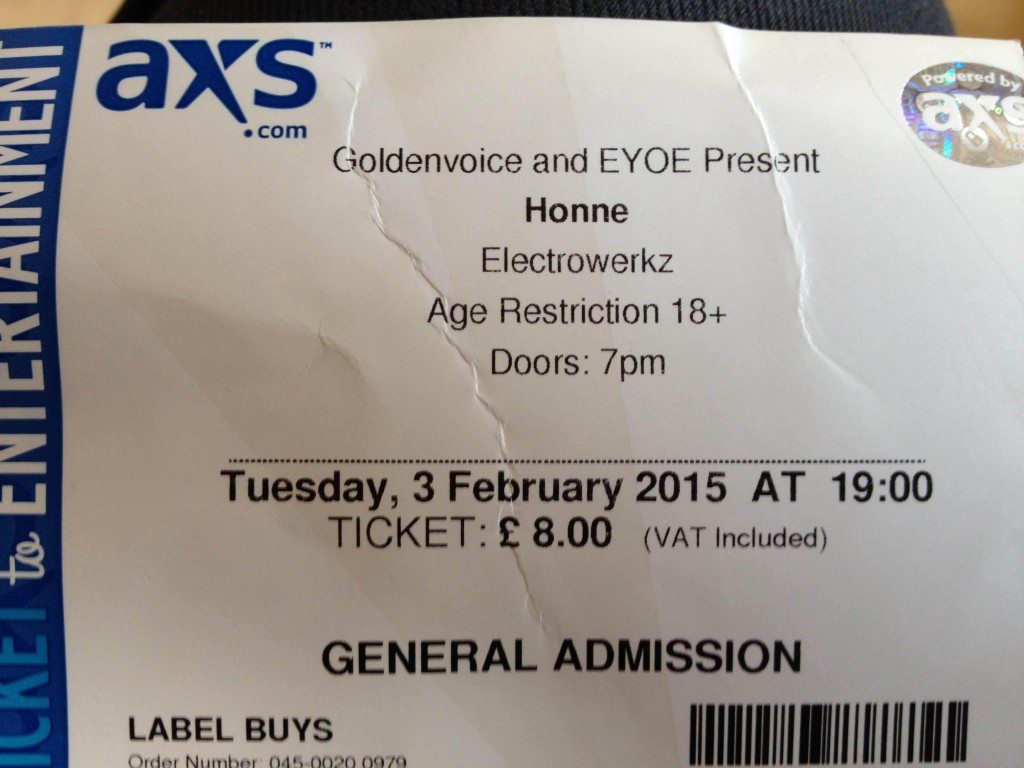 TICKET to ENTERTAINMENT
axs™
.com
Powered by
axs
Goldenvoice and EYOE Present
Honne
Electrowerkz
Age Restriction 18+
Doors: 7pm
Tuesday, 3 February 2015 AT 19:00
TICKET: £ 8.00 (VAT Included)
GENERAL ADMISSION
LABEL BUYS
Order Number: 045-0020 0979